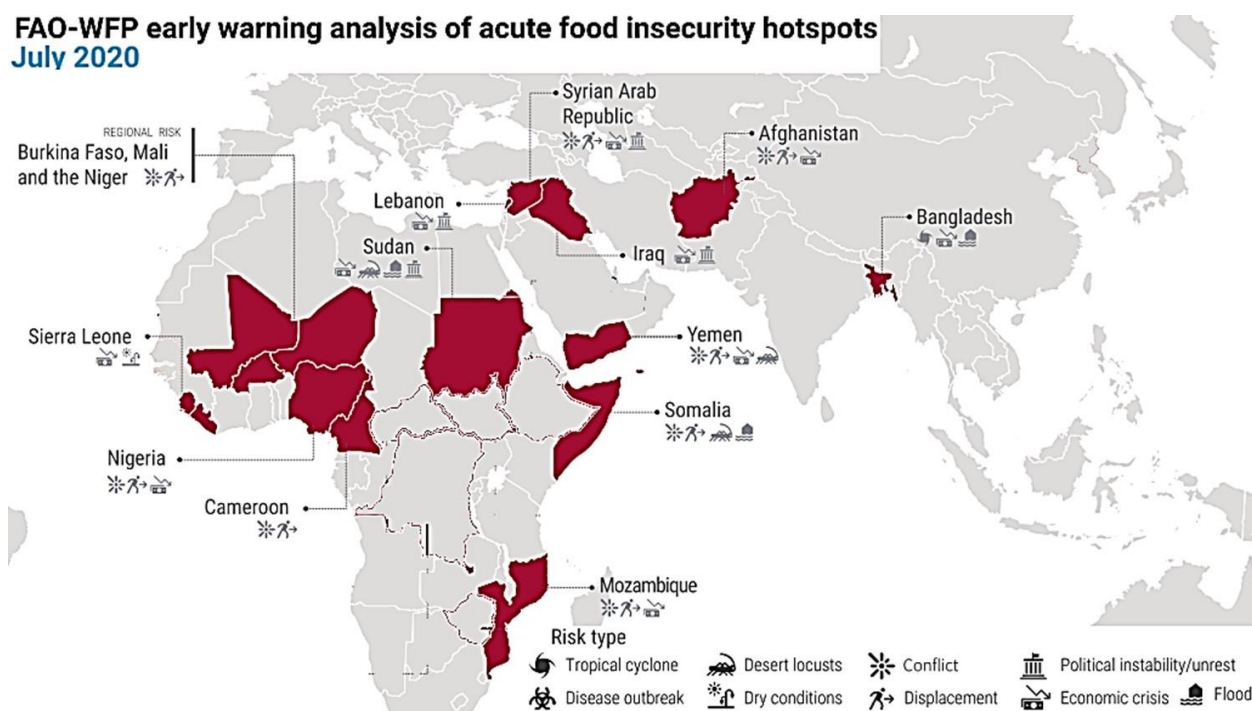 FAO-WFP early warning analysis of acute food insecurity hotspots
July 2020
REGIONAL RISK
Burkina Faso, Mali
and the Niger
Syrian Arab
Republic
Afghanistan
Lebanon
Bangladesh
Sudan
Iraq
Sierra Leone
Yemen
Somalia
Nigeria
Cameroon
Mozambique
Risk type
Tropical cyclone
Desert locusts
Conflict
Political instability/unrest
Disease outbreak
Dry conditions
Displacement
Economic crisis
Flood